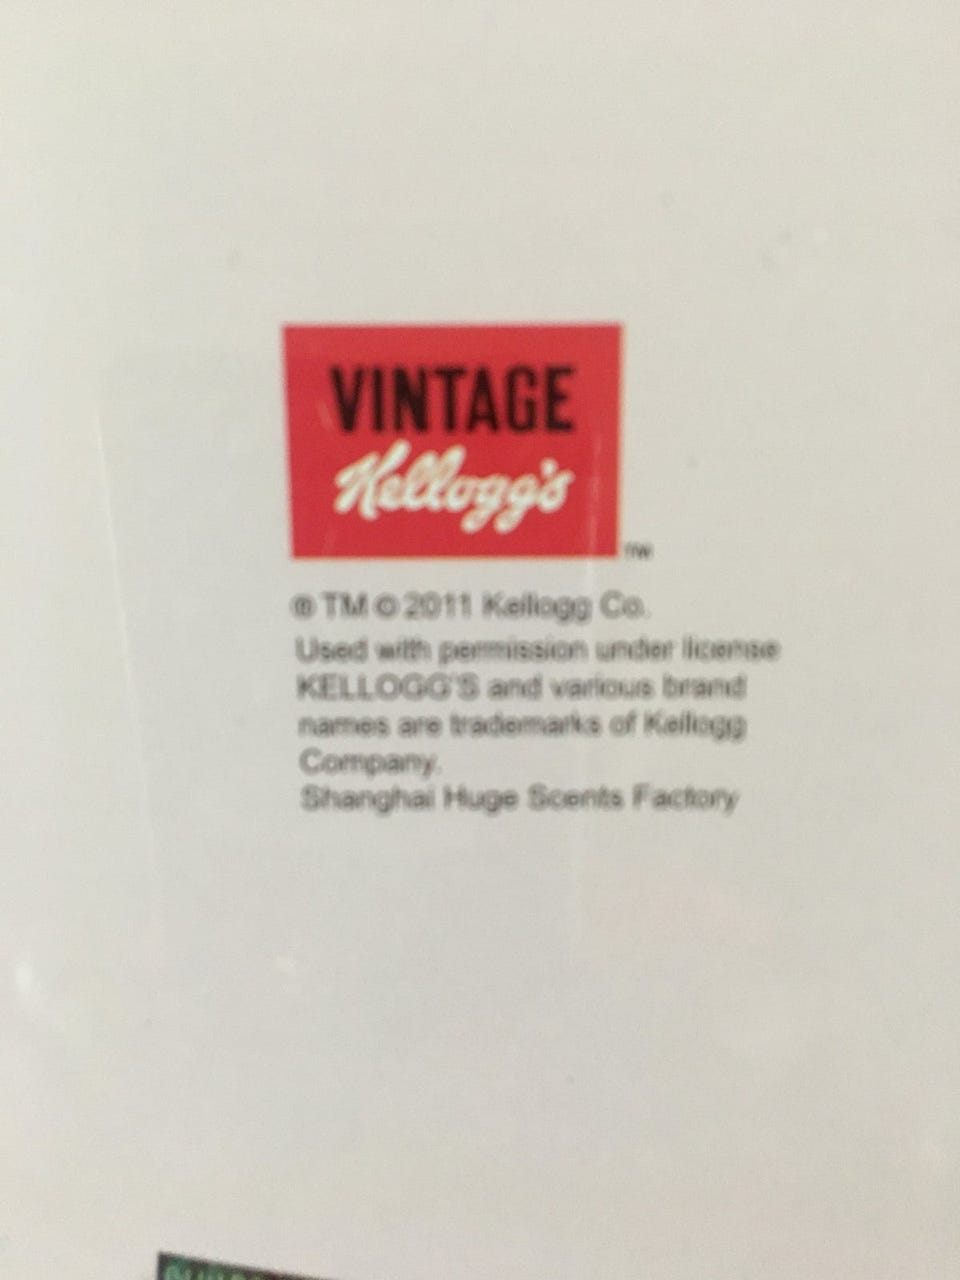 VINTAGE
Kellogg's
TM
® TM © 2011 Kellogg Co.
Used with permission under license
KELLOGG'S and various brand
names are trademarks of Kellogg
Company.
Shanghai Huge Scents Factory